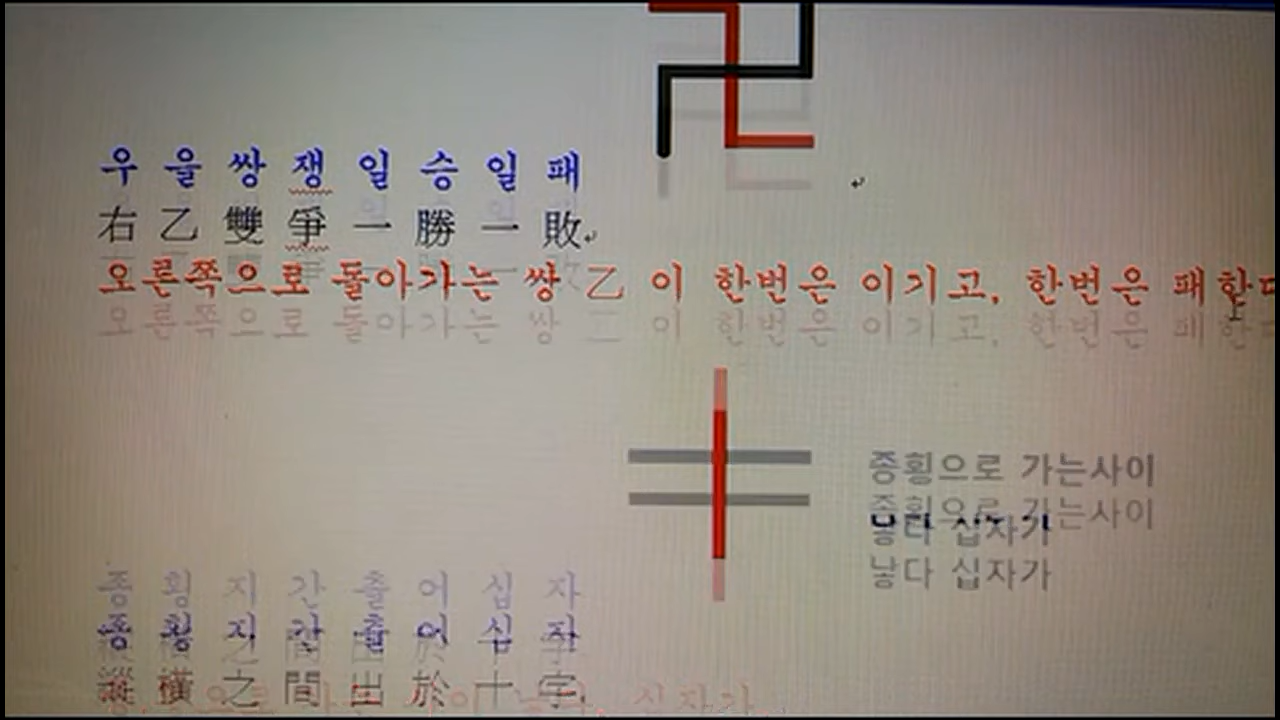 우 을 쌍 쟁 일 승 일 패
右 乙 雙 爭 一 勝 一 敗
오른쪽으로 돌아가는 쌍 乙 이 한번은 이기고, 한번은 패한다
종횡으로 가는사이
낳다 십자가
종 횡 지 간 출 어 십 자
縱 橫 之 間 出 於 十 字